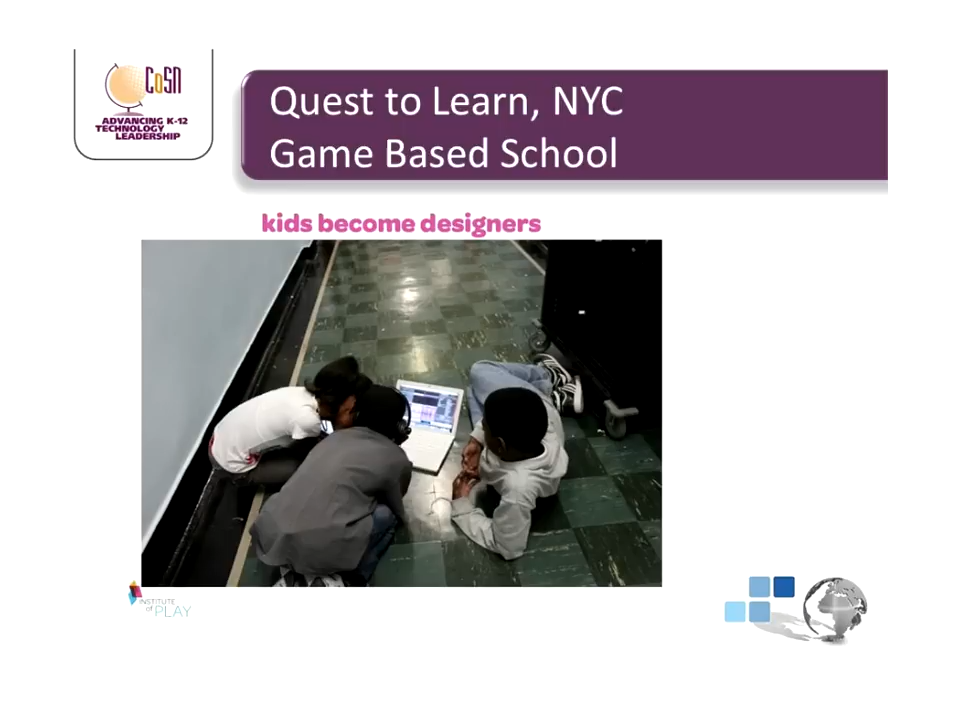 CoSN
ADVANCING K-12
TECHNOLOGY
LEADERSHIP
Quest to Learn, NYC
Game Based School
kids become designers
INSTITUTE
of PLAY